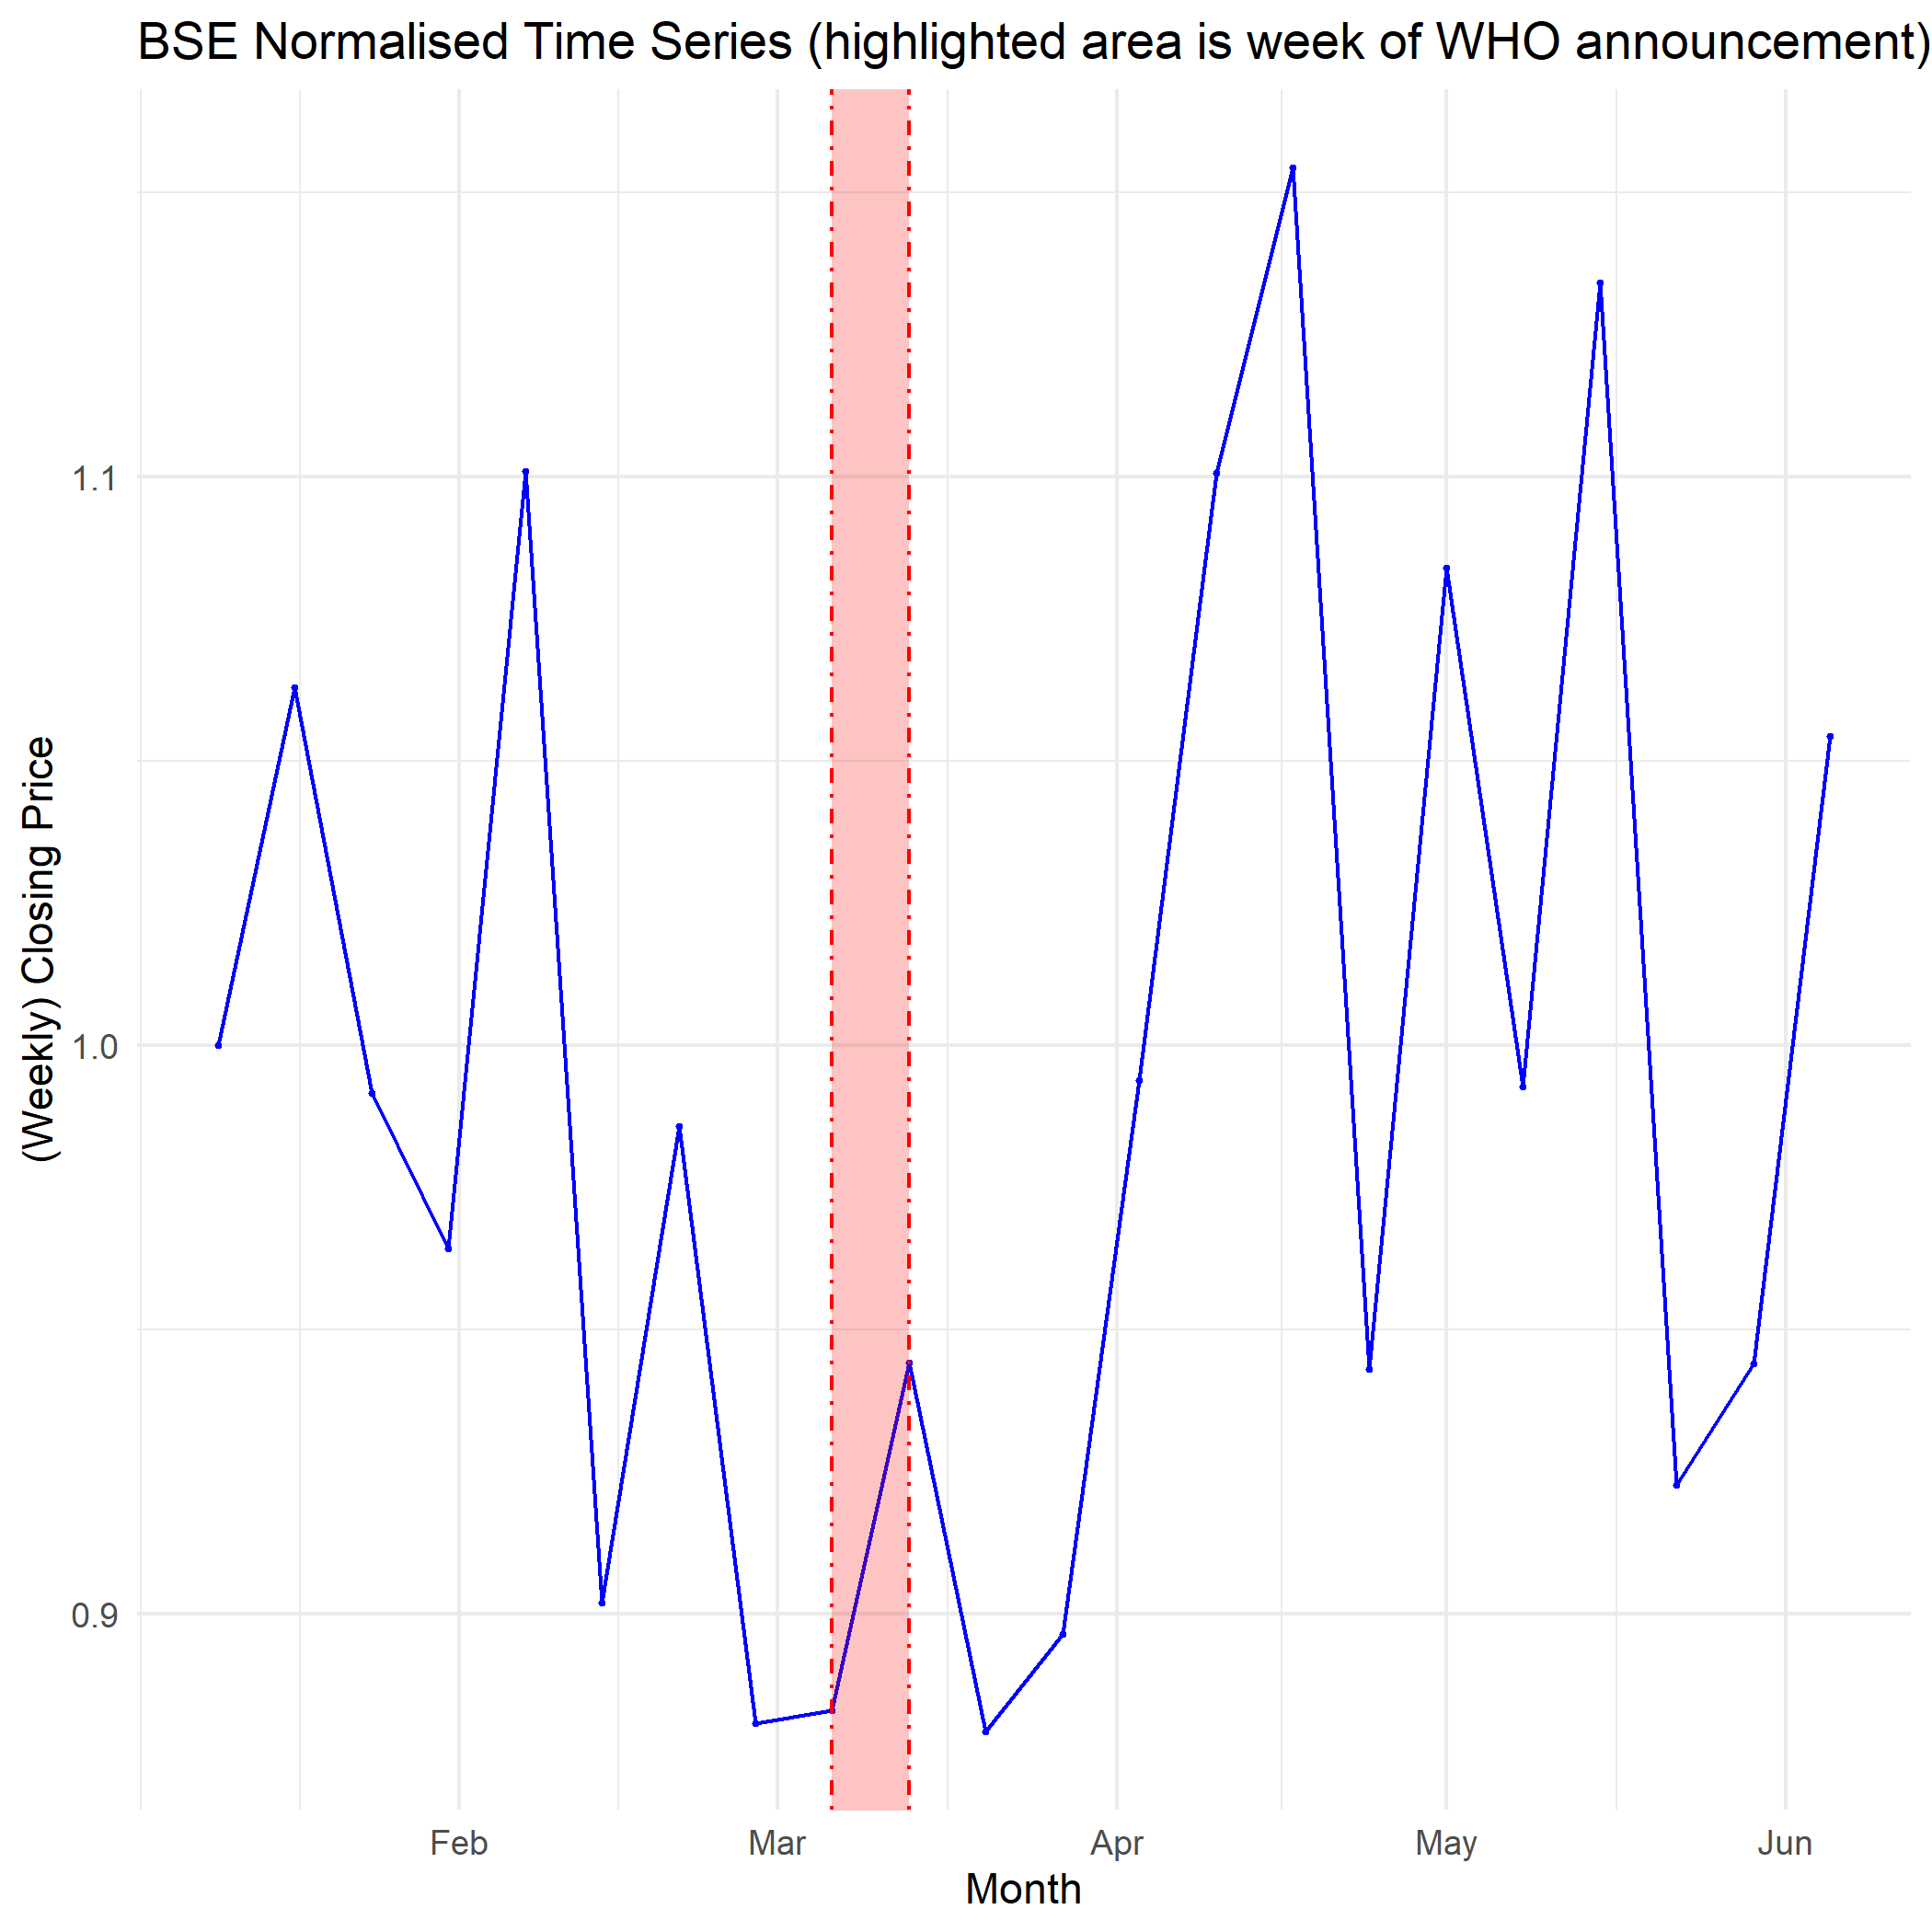 BSE Normalised Time Series (highlighted area is week of WHO announcement)
(Weekly) Closing Price
1.1
1.0
0.9
Feb Mar Apr May Jun
Month